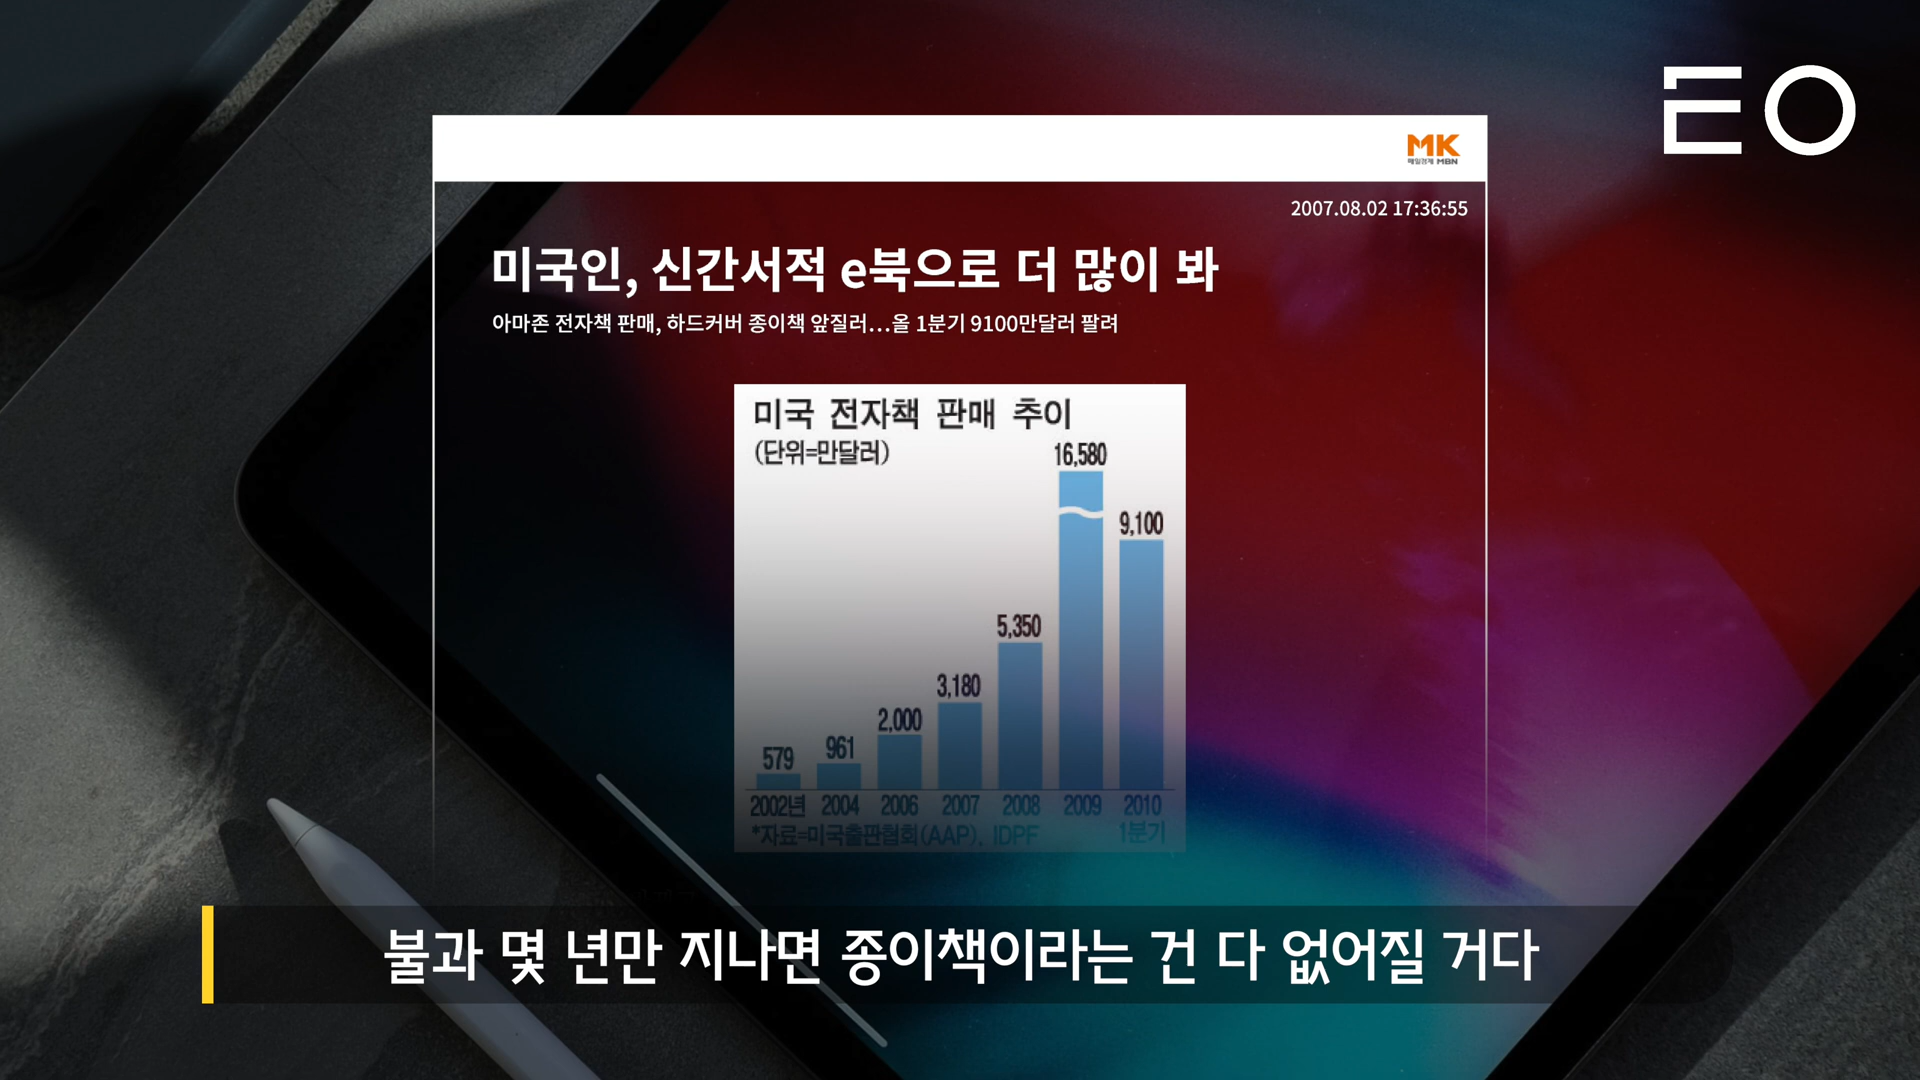 EO
MK
매일경제 MBN
2007.08.02 17:36:55
미국인, 신간서적 e북으로 더 많이 봐
아마존 전자책 판매, 하드커버 종이책 앞질러...올 1분기 9100만달러 팔려
미국 전자책 판매 추이
(단위=만달러)
16,580
9,100
5,350
3,180
2,000
961
579
2002년 2004 2006 2007 2008 2009 2010
*자료=미국출판협회(AAP), IDPF 1분기
불과 몇 년만 지나면 종이책이라는 건 다 없어질 거다